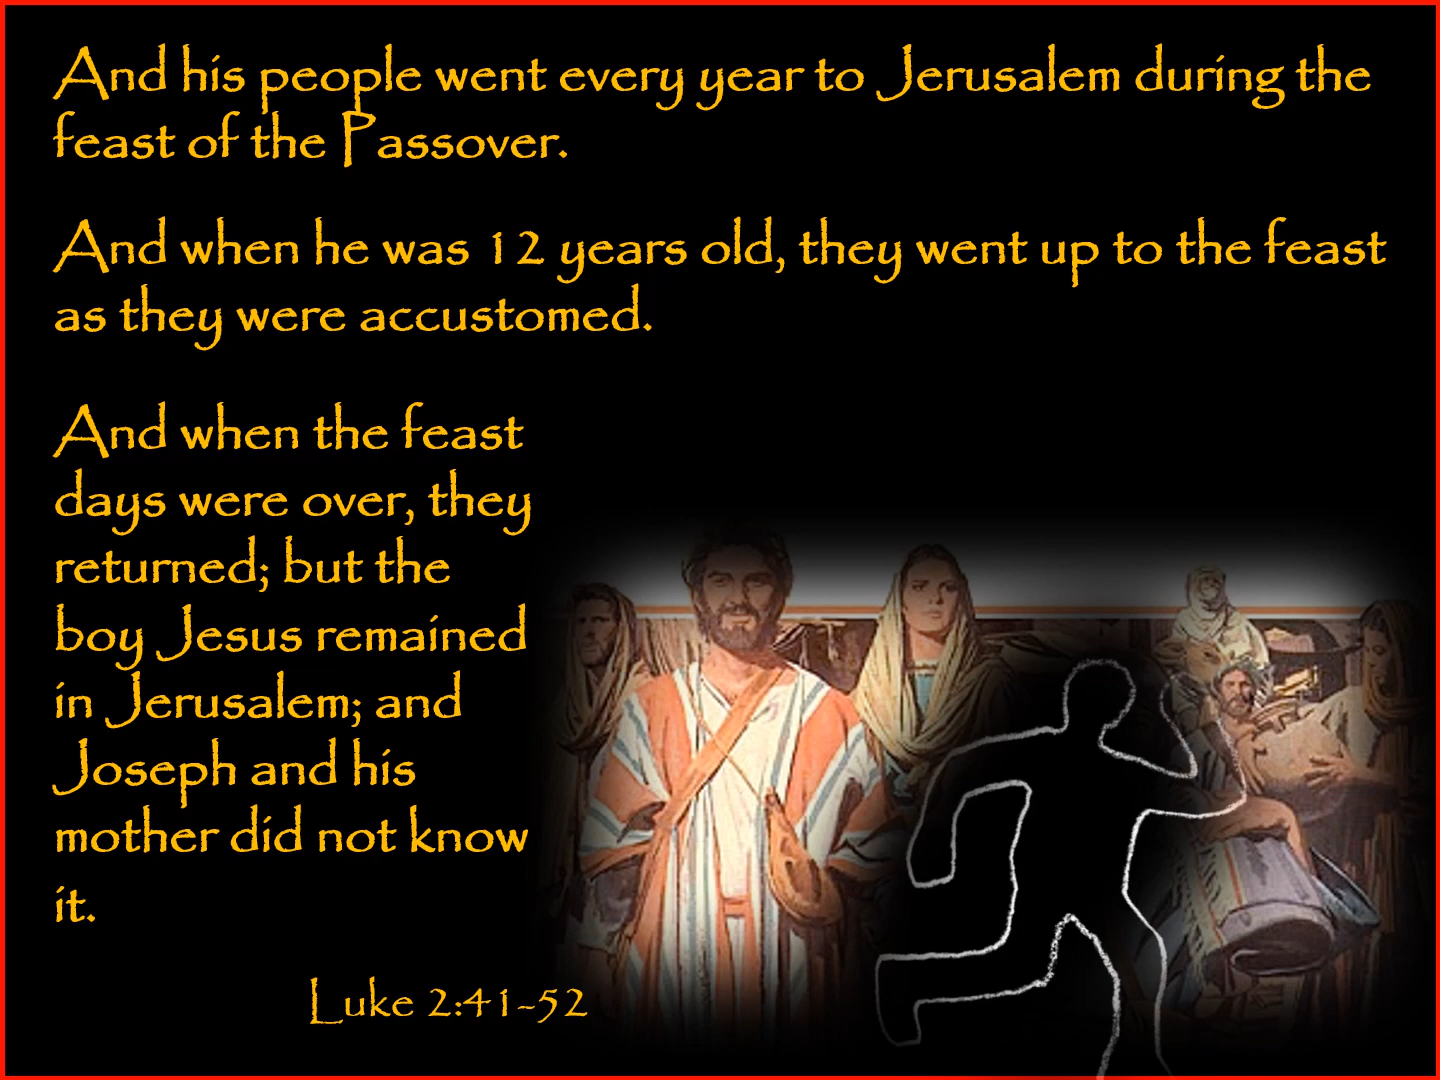 And his people went every year to Jerusalem during the
feast of the Passover.
And when he was 12 years old, they went up to the feast
as they were accustomed.
And when the feast
days were over, they
returned; but the
boy Jesus remained
in Jerusalem; and
Joseph and his
mother did not know
it.
Luke 2:41-52